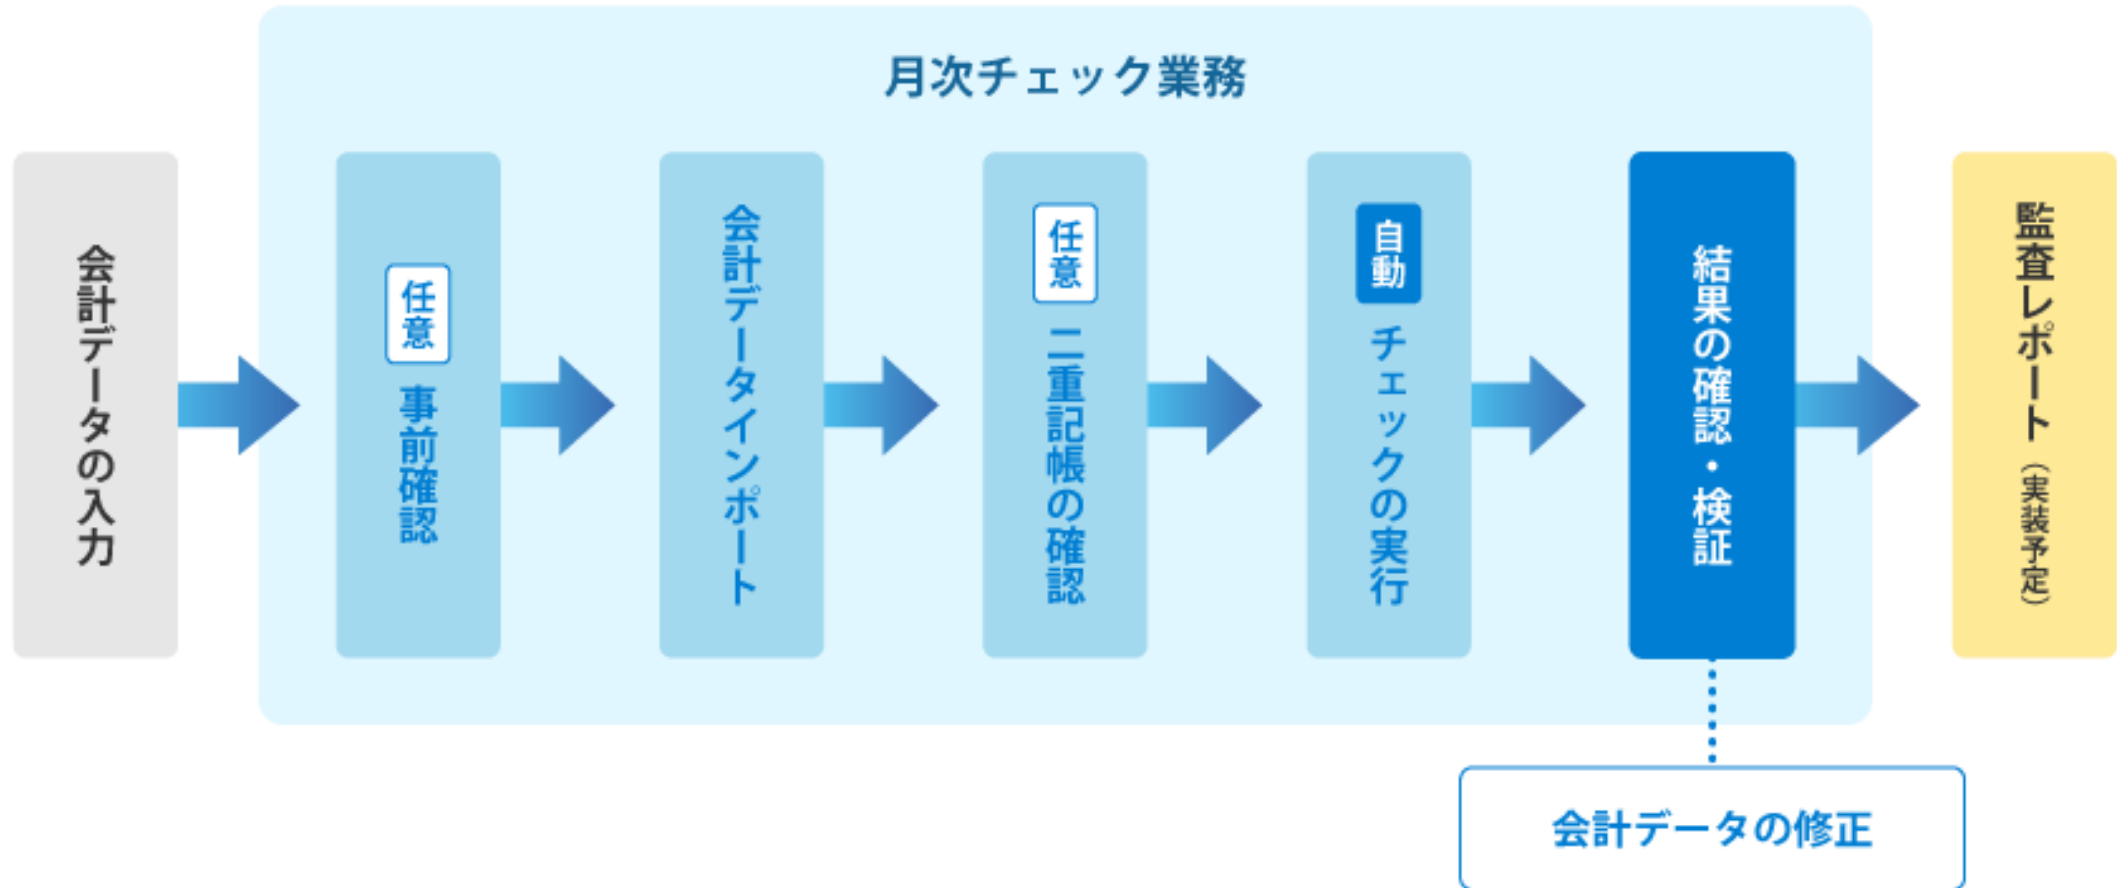 月次チェック業務
会計データの入力
任意
事前確認
会計データインポート
任意
二重記帳の確認
自動
チェックの実行
結果の確認・検証
監査レポート（実装予定）
会計データの修正